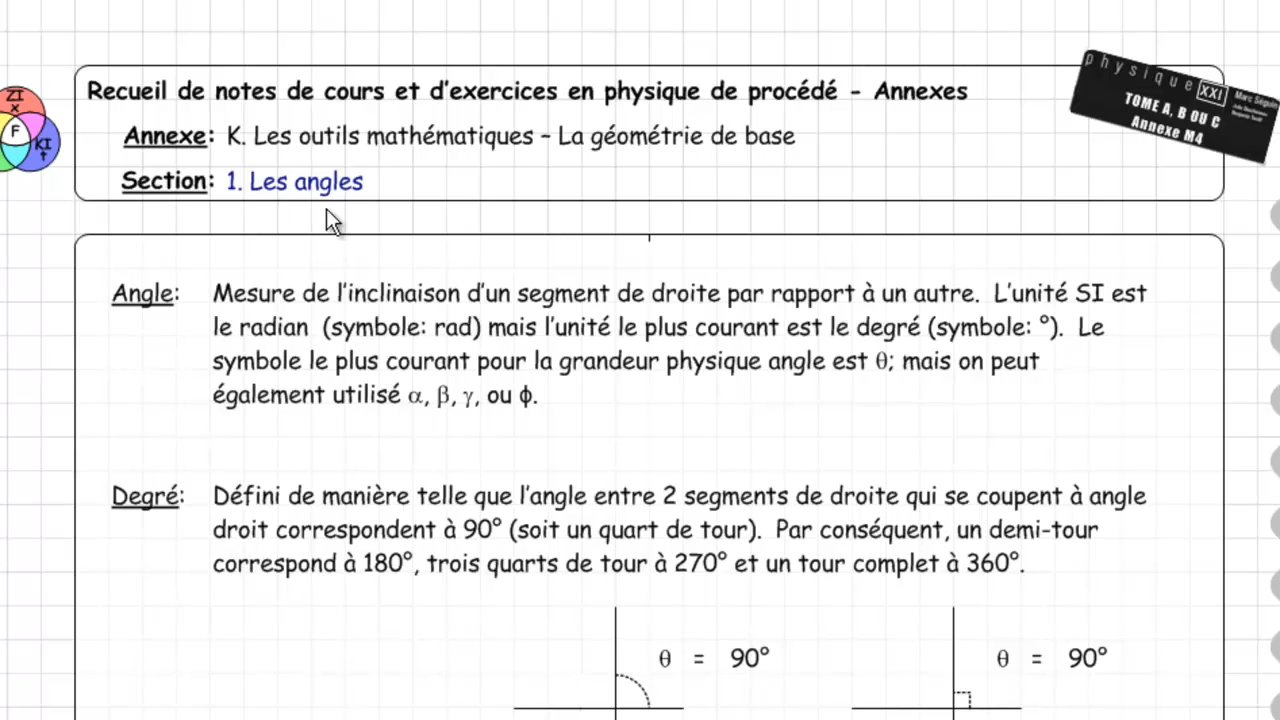 ZI
x
F
KI
t
Recueil de notes de cours et d'exercices en physique de procédé - Annexes
Annexe: K. Les outils mathématiques - La géométrie de base
Section: 1. Les angles
physique XXI
Marc Séguin
TOME A, B OU C
Annexe M4
Angle: Mesure de l'inclinaison d'un segment de droite par rapport à un autre. L'unité SI est
le radian (symbole: rad) mais l'unité le plus courant est le degré (symbole: °). Le
symbole le plus courant pour la grandeur physique angle est θ; mais on peut
également utilisé α, β, γ, ou ϕ.
Degré: Défini de manière telle que l'angle entre 2 segments de droite qui se coupent à angle
droit correspondent à 90° (soit un quart de tour). Par conséquent, un demi-tour
correspond à 180°, trois quarts de tour à 270° et un tour complet à 360°.
θ = 90°
θ = 90°